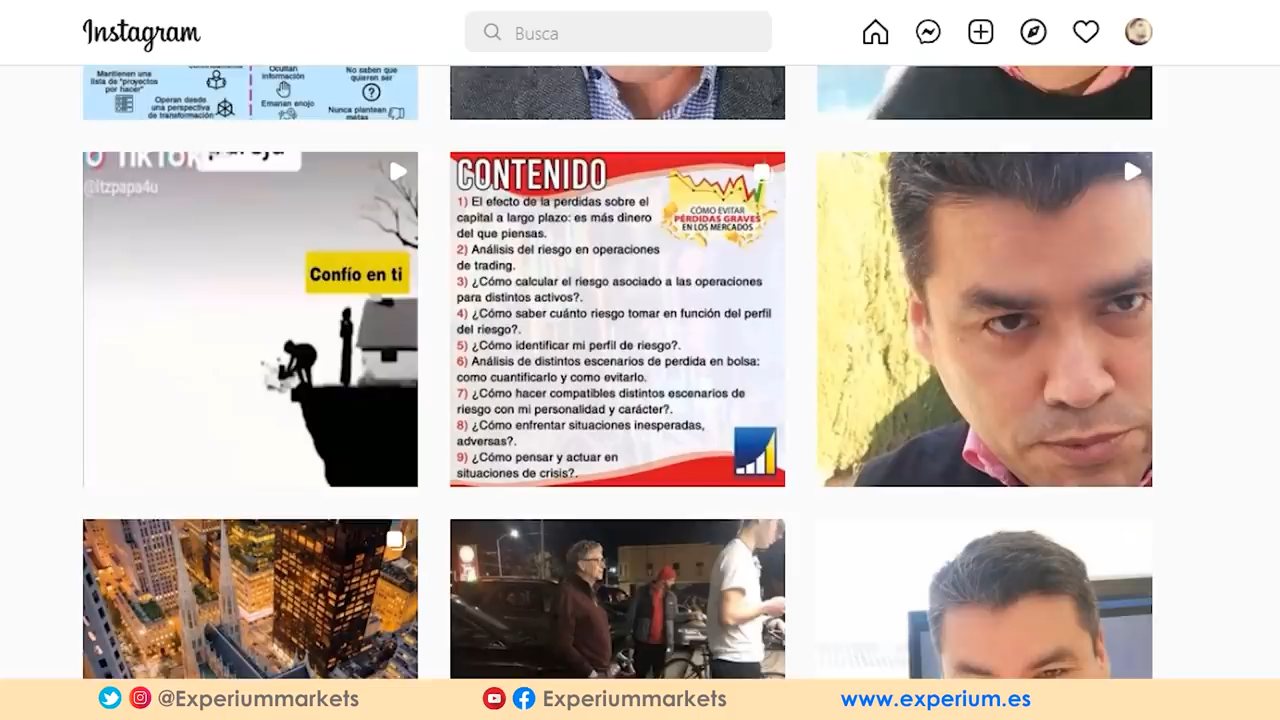 Instagram
Busca
Mantienen una
lista de "proyectos
por hacer"
Operan desde
una perspectiva
de transformación
Ocultan
información
Emanan enojo
No saben que
quieren ser
Nunca plantean
metas
TikTok
@itzpapa4u
Confío en ti
CONTENIDO
1) El efecto de la perdidas sobre el
capital a largo plazo: es más dinero
del que piensas.
2) Análisis del riesgo en operaciones
de trading.
3) ¿Cómo calcular el riesgo asociado a las operaciones
para distintos activos?.
4) ¿Cómo saber cuánto riesgo tomar en función del perfil
del riesgo?.
5) ¿Cómo identificar mi perfil de riesgo?.
6) Análisis de distintos escenarios de perdida en bolsa:
como cuantificarlo y como evitarlo.
7) ¿Cómo hacer compatibles distintos escenarios de
riesgo con mi personalidad y carácter?.
8) ¿Cómo enfrentar situaciones inesperadas,
adversas?.
9) ¿Cómo pensar y actuar en
situaciones de crisis?.
CÓMO EVITAR
PÉRDIDAS GRAVES
EN LOS MERCADOS
@Experiummarkets
Experiummarkets
www.experium.es